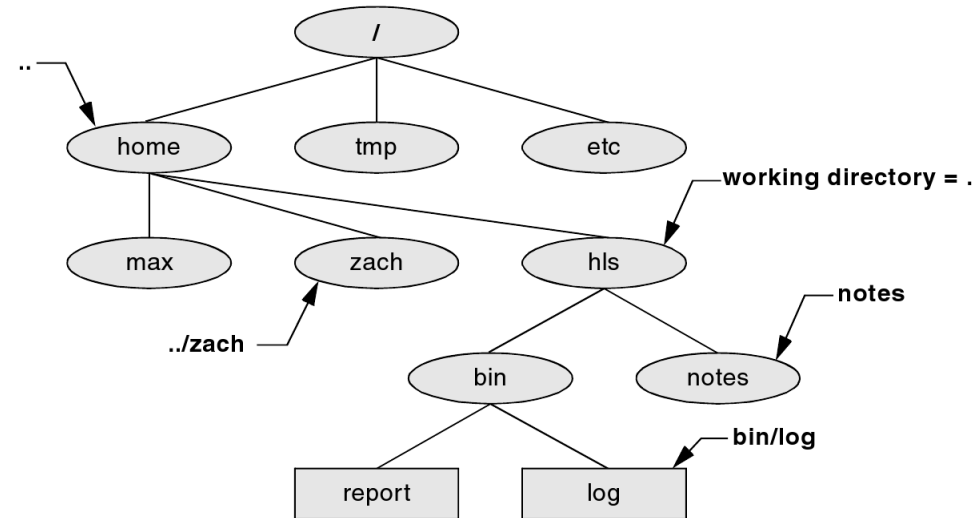 /
..
home
tmp
etc
working directory = .
max
zach
hls
notes
../zach
bin
notes
bin/log
report
log